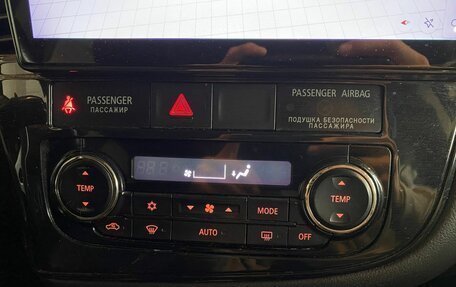 PASSENGER
ПАССАЖИР
PASSENGER AIRBAG
ПОДУШКА БЕЗОПАСНОСТИ
ПАССАЖИРА
TEMP
TEMP
MODE
AUTO
OFF